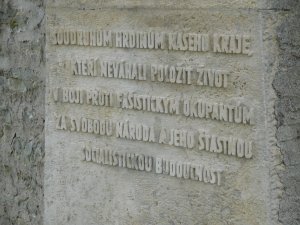 SOUDRUHŮM HRDINŮM NAŠEHO KRAJE
KTEŘÍ NEVÁHALI POLOŽIT ŽIVOT
V BOJI PROTI FAŠISTICKÝM OKUPANTŮM
ZA SVOBODU NÁRODA A JEHO ŠŤASTNOU
SOCIALISTICKOU BUDOUCNOST